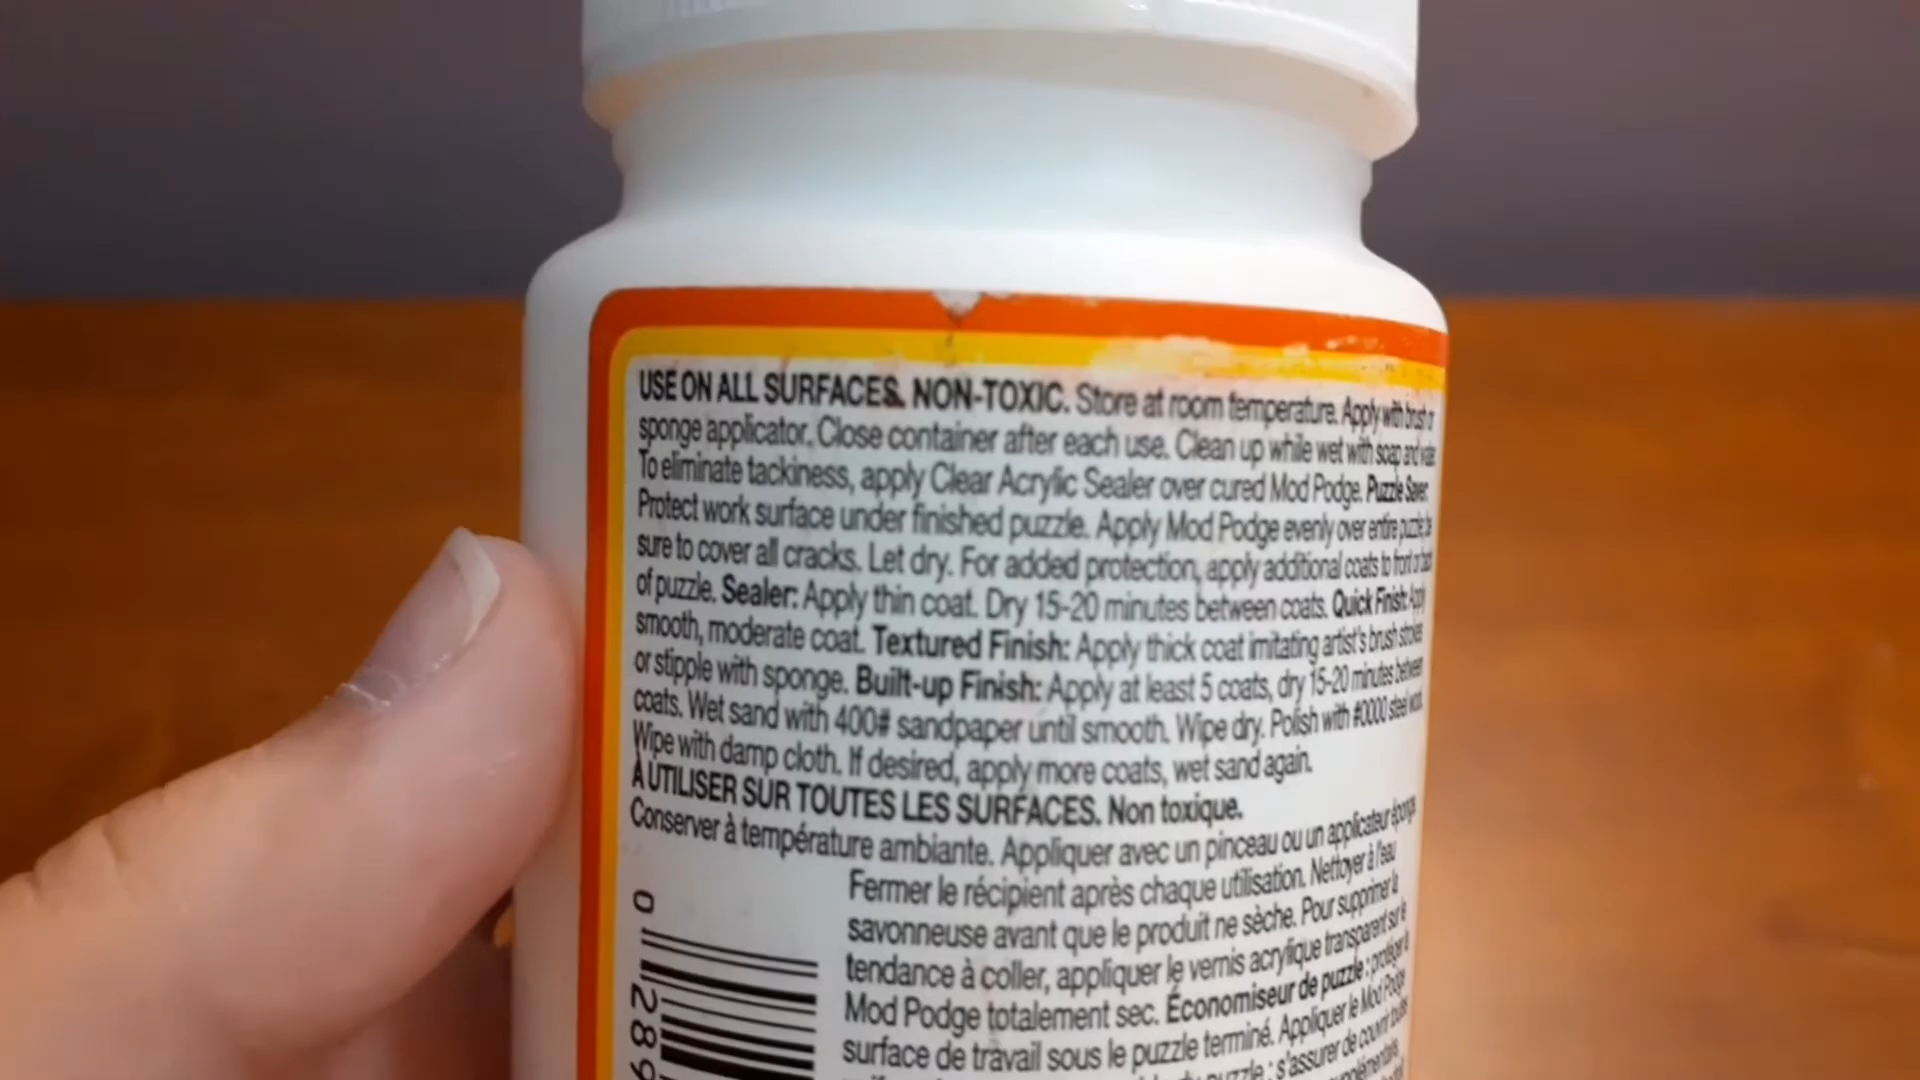 USE ON ALL SURFACES. NON-TOXIC. Store at room temperature. Apply with brush or
sponge applicator. Close container after each use. Clean up while wet with soap and water.
To eliminate tackiness, apply Clear Acrylic Sealer over cured Mod Podge. Puzzle Saver:
Protect work surface under finished puzzle. Apply Mod Podge evenly over entire puzzle; be
sure to cover all cracks. Let dry. For added protection, apply additional coats to front or back
of puzzle. Sealer: Apply thin coat. Dry 15-20 minutes between coats. Quick Finish: Apply
smooth, moderate coat. Textured Finish: Apply thick coat imitating artist's brush strokes
or stipple with sponge. Built-up Finish: Apply at least 5 coats, dry 15-20 minutes between
coats. Wet sand with 400# sandpaper until smooth. Wipe dry. Polish with #0000 steel wool.
Wipe with damp cloth. If desired, apply more coats, wet sand again.
À UTILISER SUR TOUTES LES SURFACES. Non toxique.
Conserver à température ambiante. Appliquer avec un pinceau ou un applicateur éponge.
Fermer le récipient après chaque utilisation. Nettoyer à l'eau
savonneuse avant que le produit ne sèche. Pour supprimer la
tendance à coller, appliquer le vernis acrylique transparent sur le
Mod Podge totalement sec. Économiseur de puzzle : protéger la
surface de travail sous le puzzle terminé. Appliquer le Mod Podge
puzzle ; s'assurer de couvrir toutes
0 289